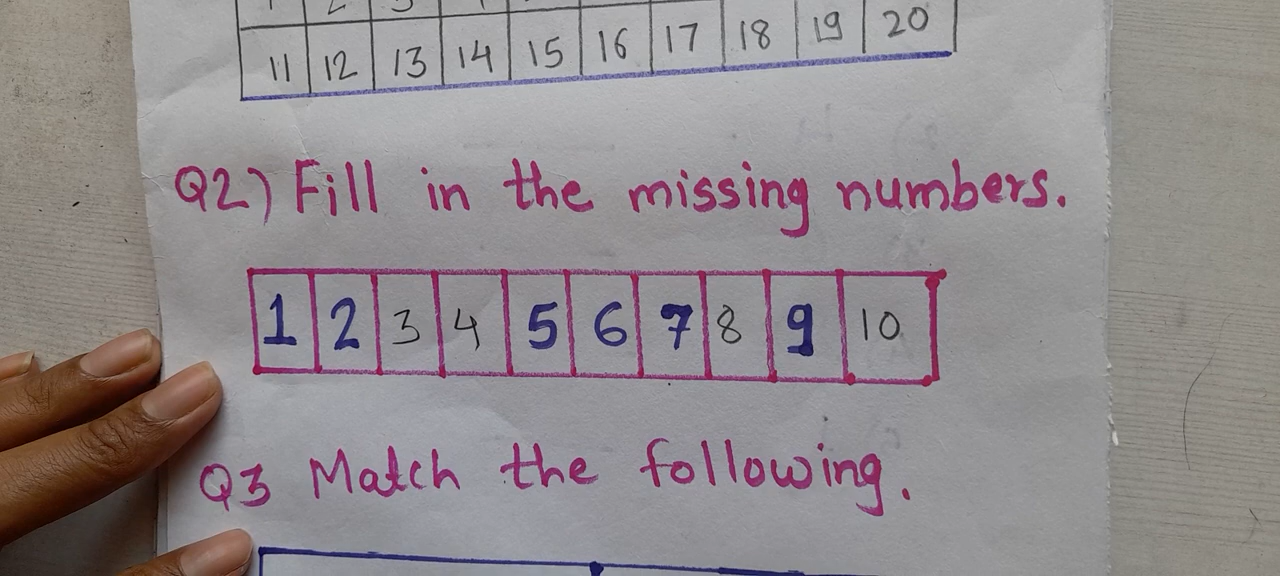 11 12 13 14 15 16 17 18 19 20
Q2) Fill in the missing numbers.
1 2 3 4 5 6 7 8 9 10
Q3 Match the following.